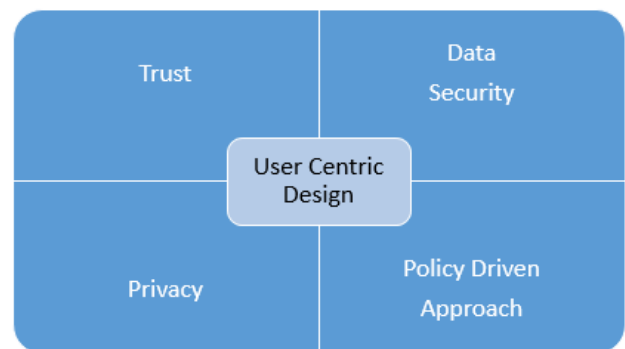 Trust
Data
Security
User Centric
Design
Privacy
Policy Driven
Approach